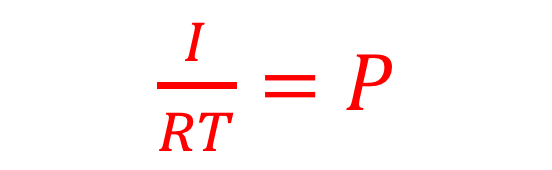 I
RT = P